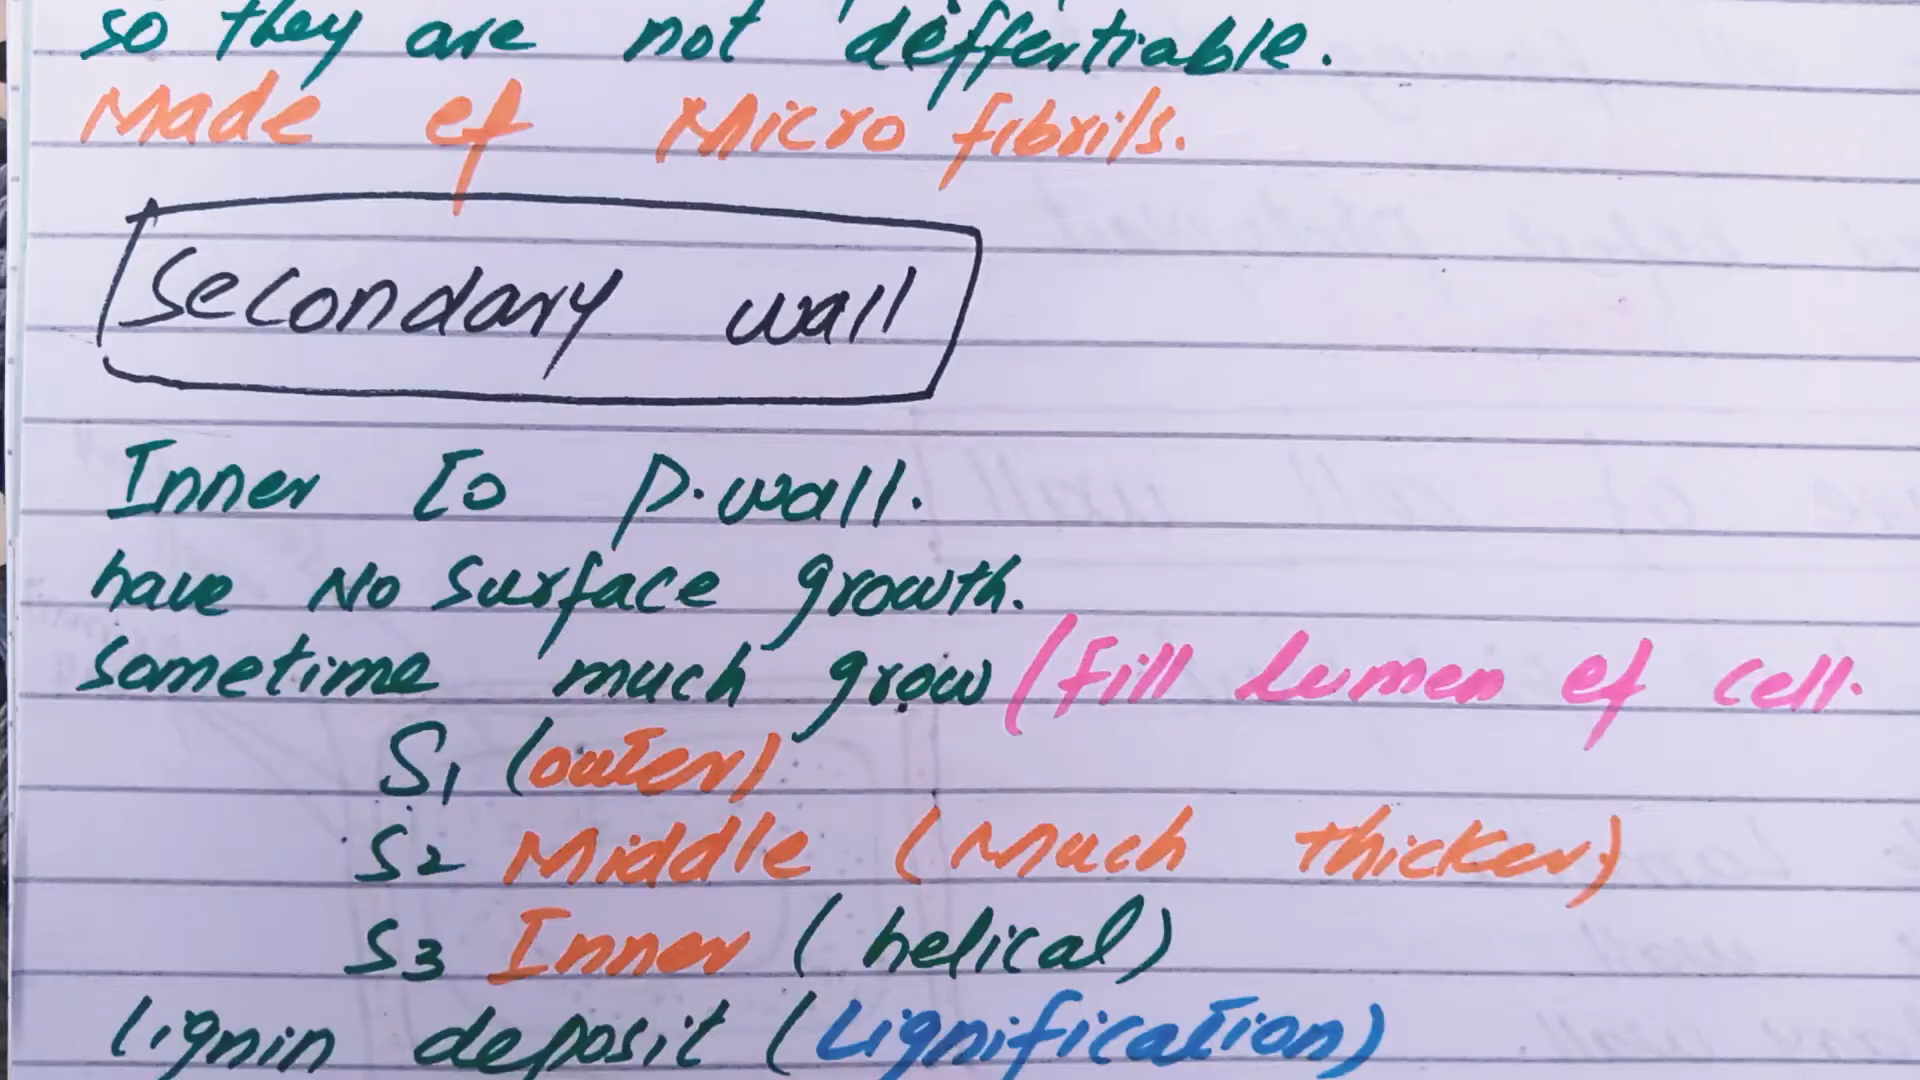 so they are not deffertiable.
Made of Micro fibrils.
Secondary wall
Inner to P.wall.
have No surface growth.
sometime much grow (fill Lumen of cell.
S1 (outer)
S2 Middle (Much thicker)
S3 Inner (helical)
lignin deposit (Lignification)